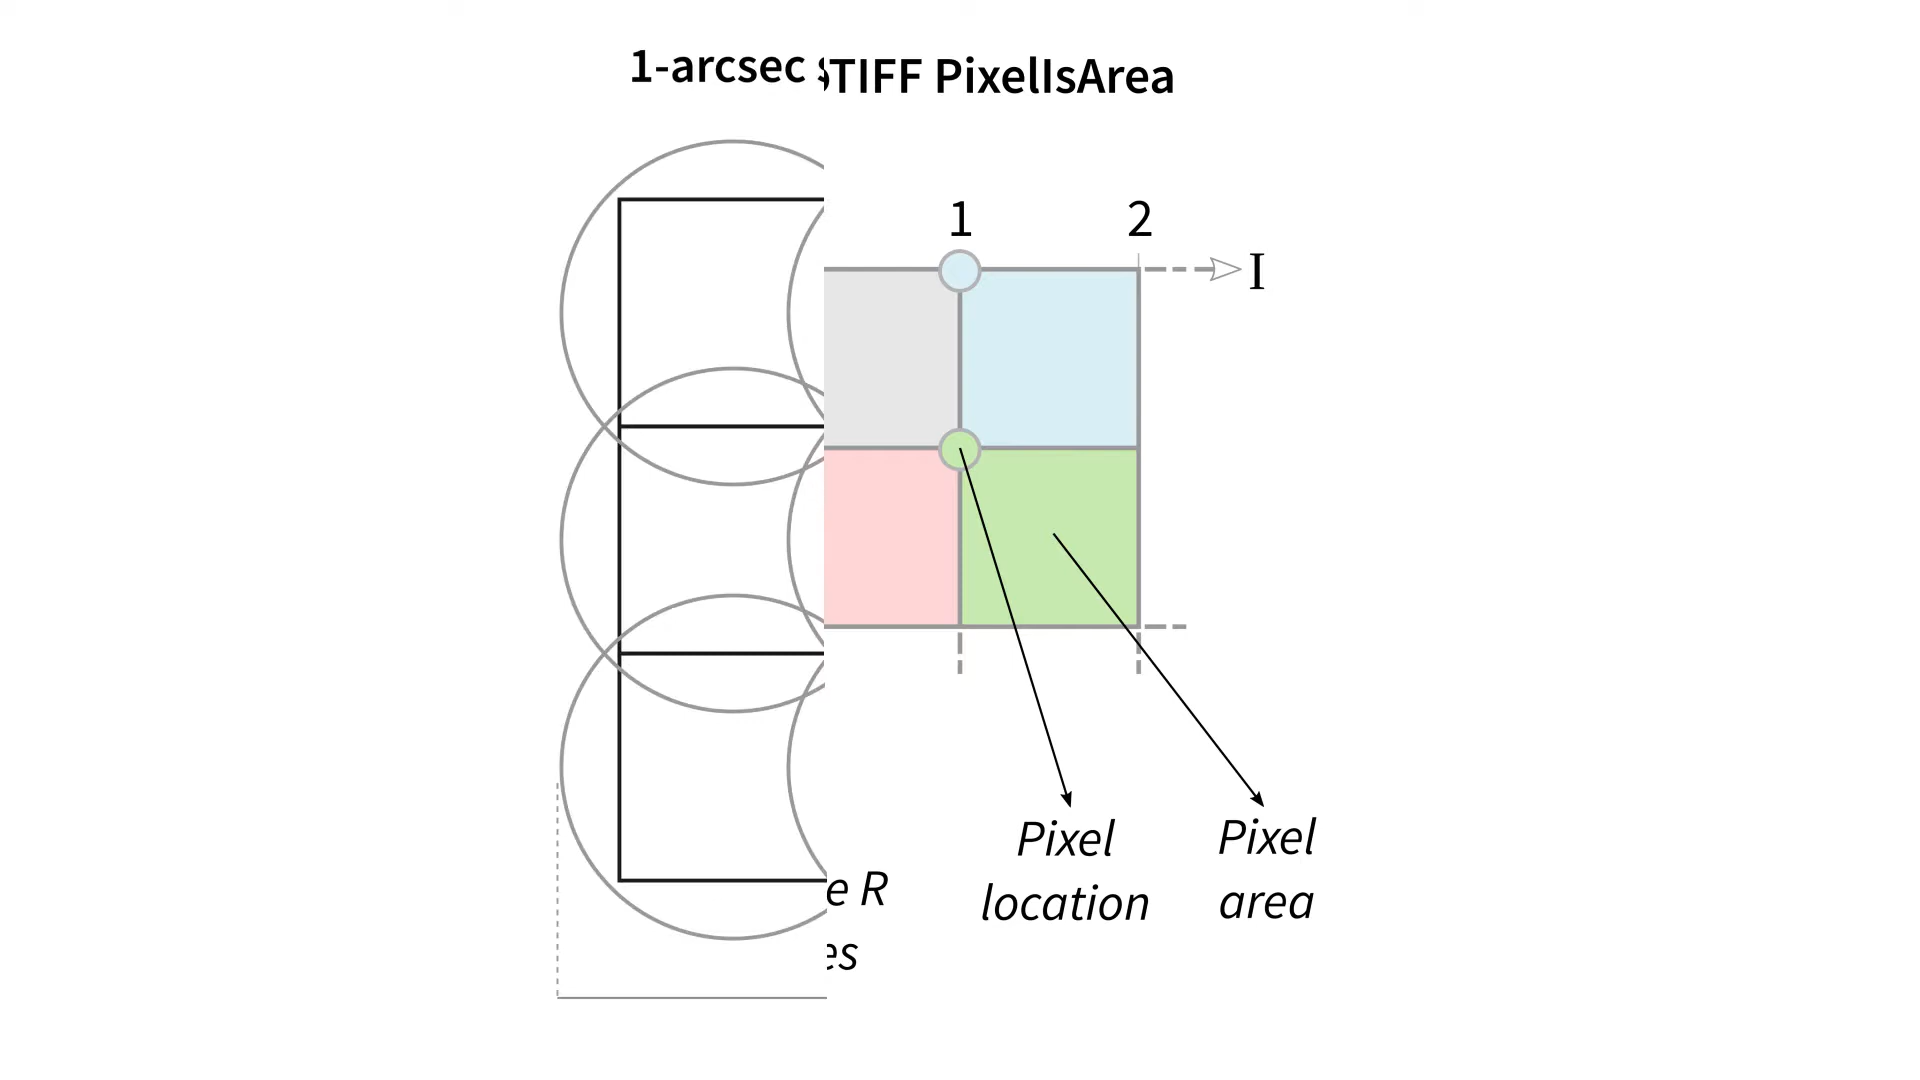 1-arcsec
TIFF PixelIsArea
1 2
I
e R
es
Pixel
location
Pixel
area